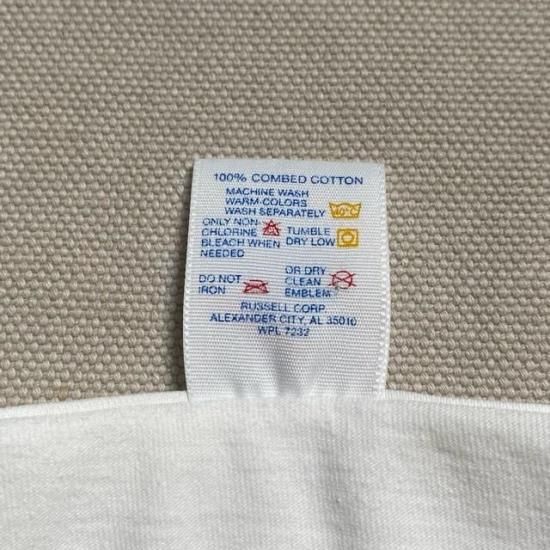 100% COMBED COTTON
MACHINE WASH
WARM-COLORS
WASH SEPARATELY 40°C
ONLY NON-
CHLORINE
BLEACH WHEN
NEEDED
TUMBLE
DRY LOW
DO NOT
IRON
OR DRY
CLEAN
EMBLEM
RUSSELL CORP.
ALEXANDER CITY, AL 35010
WPL 7232